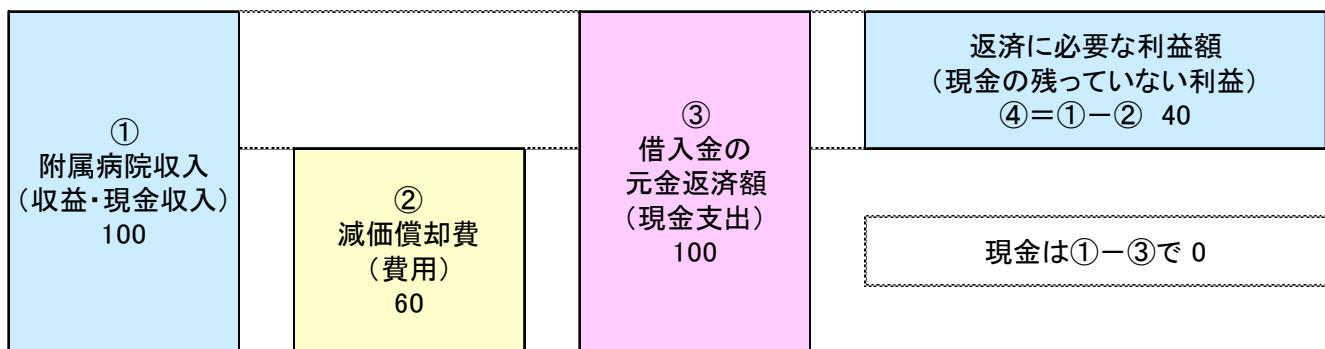 ①
附属病院収入
（収益・現金収入）
100
②
減価償却費
（費用）
60
③
借入金の
元金返済額
（現金支出）
100
返済に必要な利益額
（現金の残っていない利益）
④＝①－② 40
現金は①－③で 0